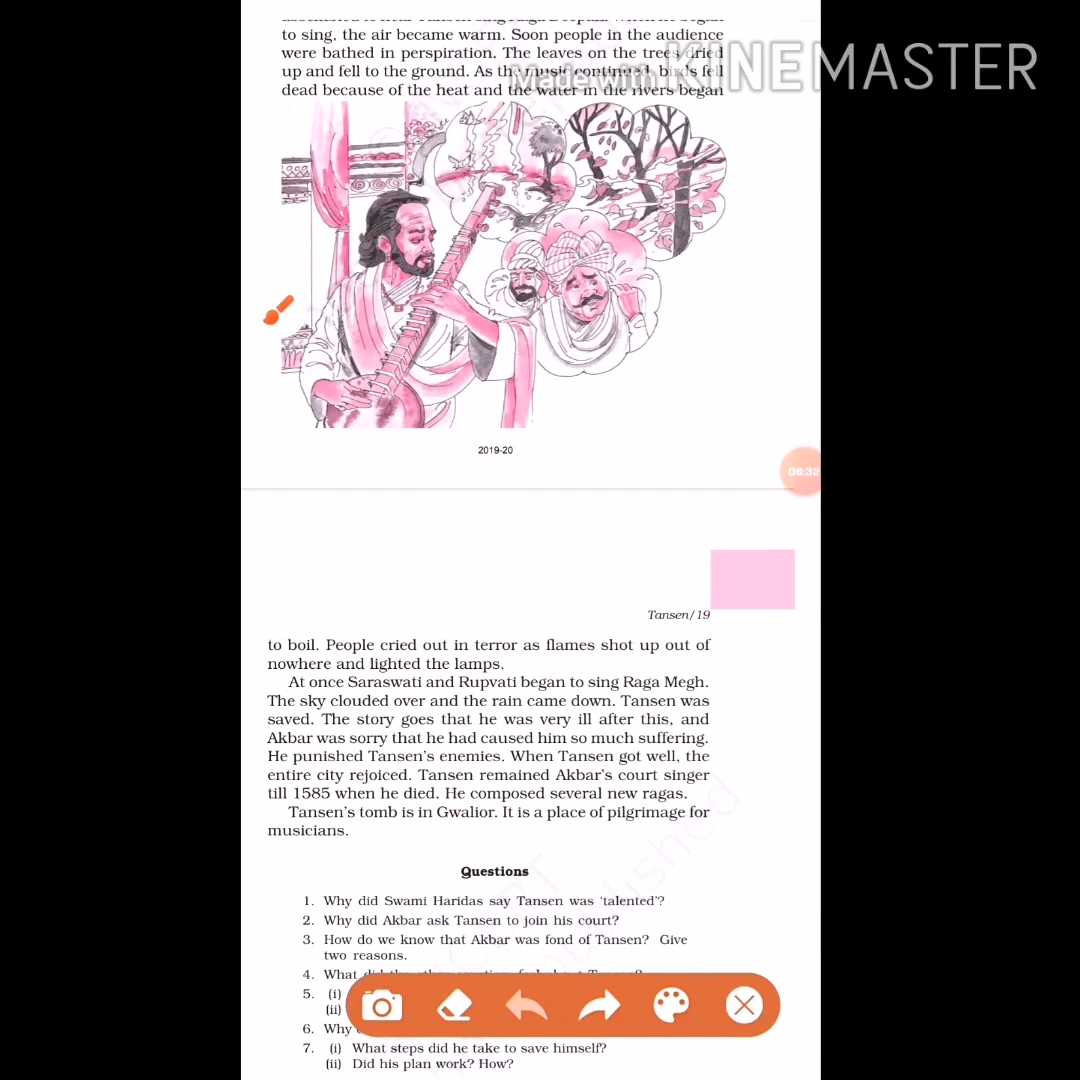 to sing, the air became warm. Soon people in the audience
were bathed in perspiration. The leaves on the trees dried
up and fell to the ground. As the music continued, birds fell
dead because of the heat and the water in the rivers began
Made with KINEMASTER
2019-20
08:32
Tansen/19
to boil. People cried out in terror as flames shot up out of
nowhere and lighted the lamps.
At once Saraswati and Rupvati began to sing Raga Megh.
The sky clouded over and the rain came down. Tansen was
saved. The story goes that he was very ill after this, and
Akbar was sorry that he had caused him so much suffering.
He punished Tansen's enemies. When Tansen got well, the
entire city rejoiced. Tansen remained Akbar's court singer
till 1585 when he died. He composed several new ragas.
Tansen's tomb is in Gwalior. It is a place of pilgrimage for
musicians.
Questions
1. Why did Swami Haridas say Tansen was 'talented'?
2. Why did Akbar ask Tansen to join his court?
3. How do we know that Akbar was fond of Tansen? Give
two reasons.
4. What
5. (i)
(ii)
6. Why
7. (i) What steps did he take to save himself?
(ii) Did his plan work? How?